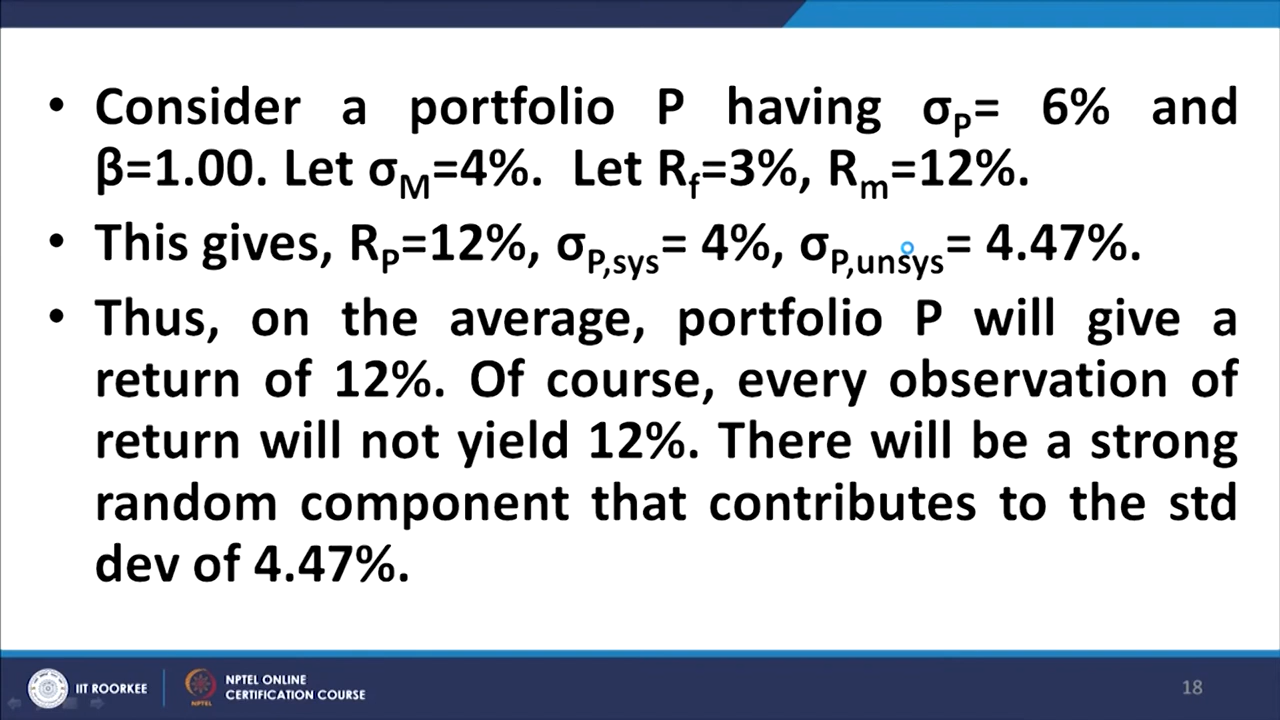 • Consider a portfolio P having σP= 6% and
β=1.00. Let σM=4%. Let Rf=3%, Rm=12%.
• This gives, RP=12%, σP,sys= 4%, σP,unsys= 4.47%.
• Thus, on the average, portfolio P will give a
return of 12%. Of course, every observation of
return will not yield 12%. There will be a strong
random component that contributes to the std
dev of 4.47%.
IIT ROORKEE
NPTEL
NPTEL ONLINE
CERTIFICATION COURSE
18